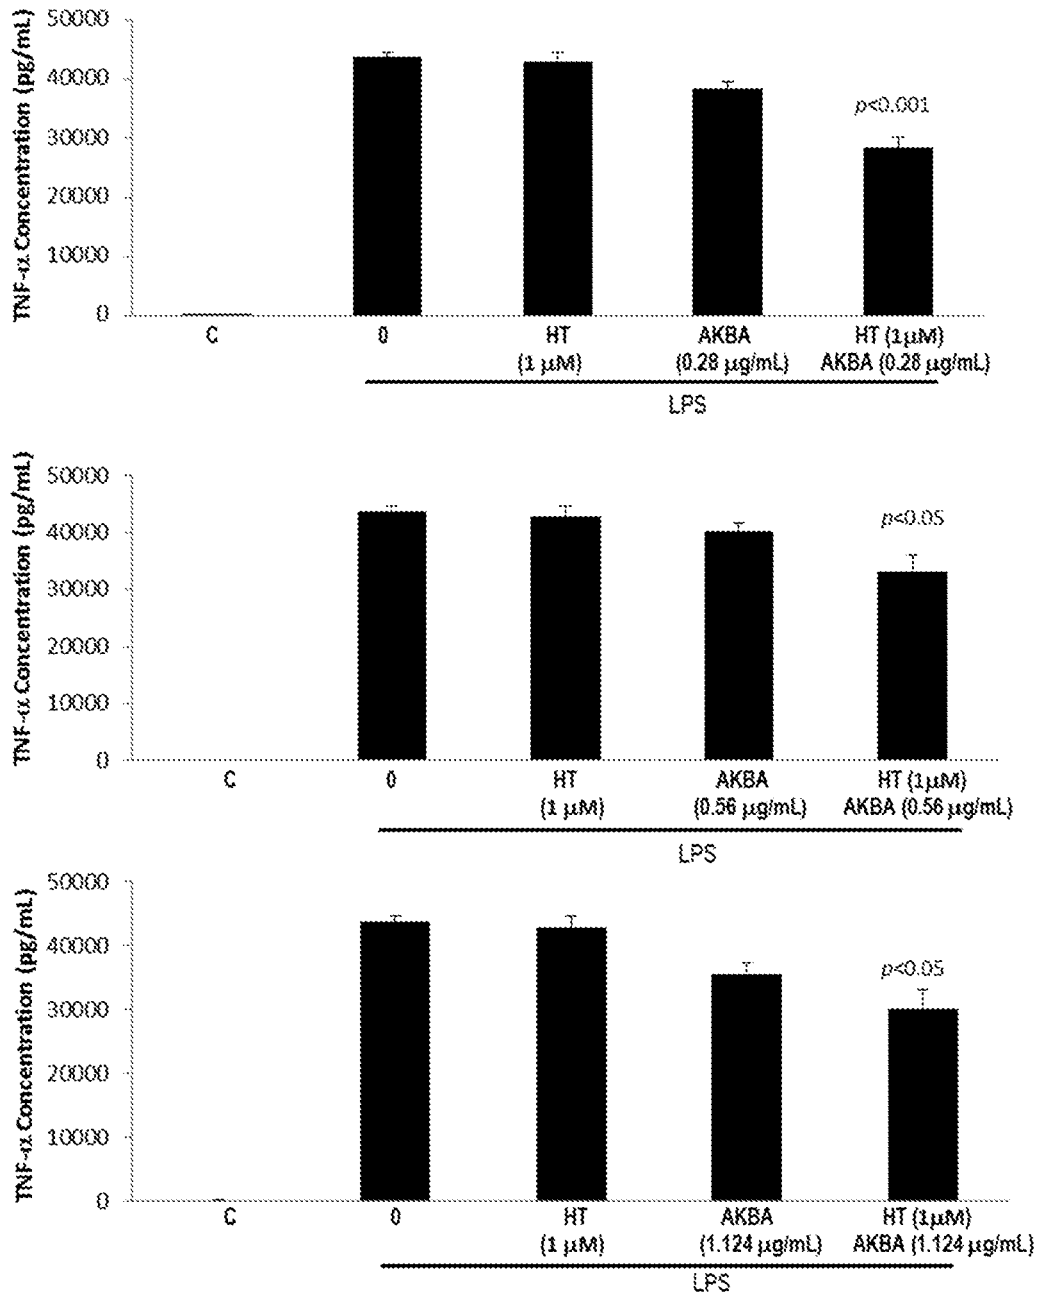 TNF-α Concentration (pg/mL)
50000
40000
30000
20000
10000
0
p<0.001
C 0 HT AKBA HT (1μM)
(1 μM) (0.28 μg/mL) AKBA (0.28 μg/mL)
LPS
TNF-α Concentration (pg/mL)
50000
40000
30000
20000
10000
0
p<0.05
C 0 HT AKBA HT (1μM)
(1 μM) (0.56 μg/mL) AKBA (0.56 μg/mL)
LPS
TNF-α Concentration (pg/mL)
50000
40000
30000
20000
10000
0
p<0.05
C 0 HT AKBA HT (1μM)
(1 μM) (1.124 μg/mL) AKBA (1.124 μg/mL)
LPS